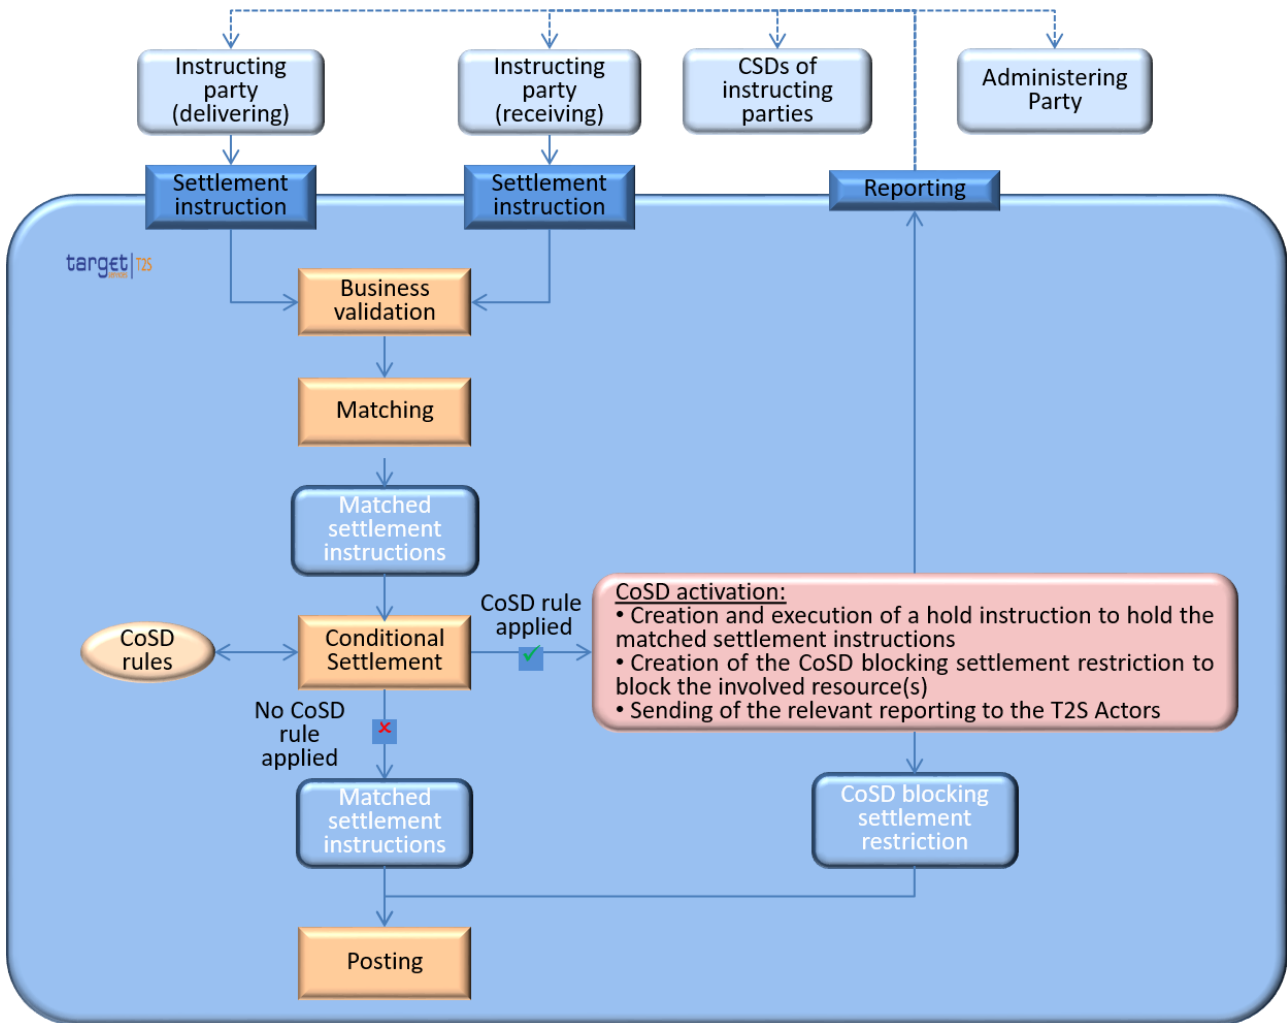 Instructing
party
(delivering)
Instructing
party
(receiving)
CSDs of
instructing
parties
Administering
Party
Settlement
instruction
Settlement
instruction
Reporting
target
T2S
Business
validation
Matching
Matched
settlement
instructions
CoSD
rules
Conditional
Settlement
CoSD rule
applied
CoSD activation:
• Creation and execution of a hold instruction to hold the
matched settlement instructions
• Creation of the CoSD blocking settlement restriction to
block the involved resource(s)
• Sending of the relevant reporting to the T2S Actors
No CoSD
rule
applied
Matched
settlement
instructions
CoSD blocking
settlement
restriction
Posting